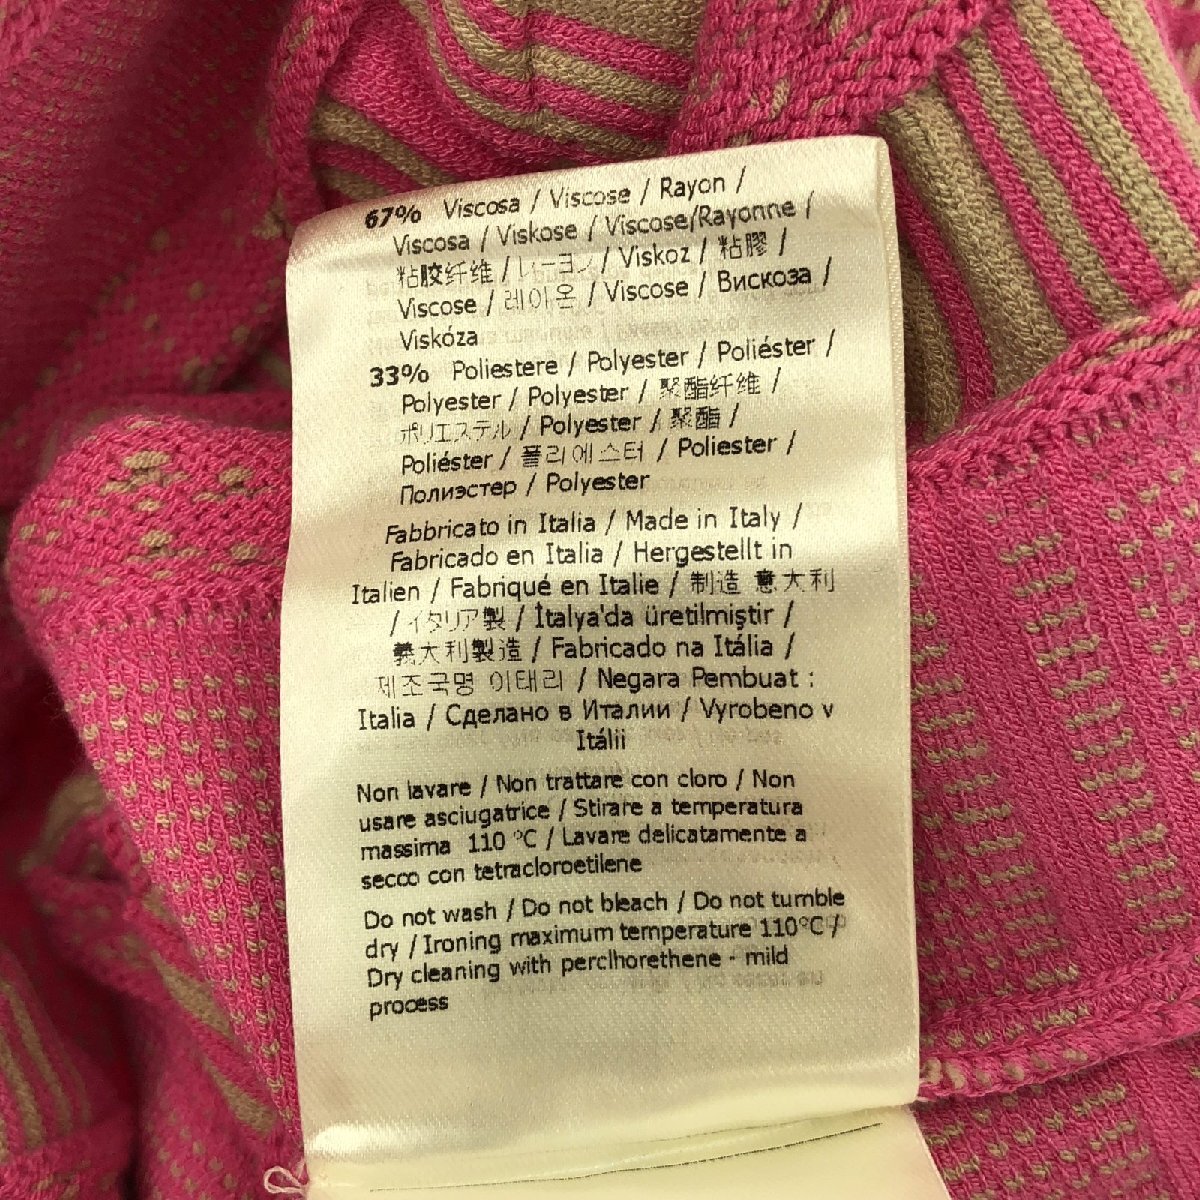 67% Viscosa / Viscose / Rayon /
Viscosa / Viskose / Viscose/Rayonne /
粘胶纤维 / レーヨン / Viskoz / 粘膠 /
Viscose / 레이온 / Viscose / Вискоза /
Viskóza
33% Poliestere / Polyester / Poliéster /
Polyester / Polyester / 聚酯纤维 /
ポリエステル / Polyester / 聚酯 /
Poliéster / 폴리에스터 / Poliester /
Полиэстер / Polyester
Fabbricato in Italia / Made in Italy /
Fabricado en Italia / Hergestellt in
Italien / Fabriqué en Italie / 制造 意大利
/ イタリア製 / İtalya'da üretilmiştir /
義大利製造 / Fabricado na Itália /
제조국명 이태리 / Negara Pembuat :
Italia / Сделано в Италии / Vyrobeno v
Itálii
Non lavare / Non trattare con cloro / Non
usare asciugatrice / Stirare a temperatura
massima 110 °C / Lavare delicatamente a
secco con tetracloroetilene
Do not wash / Do not bleach / Do not tumble
dry / Ironing maximum temperature 110°C /
Dry cleaning with perclhorethene - mild
process